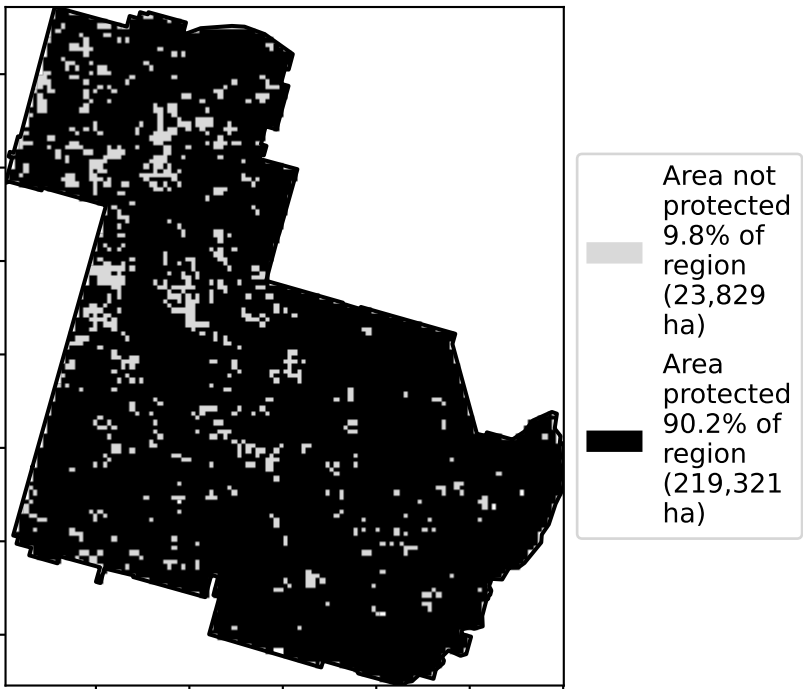 Area not
protected
9.8% of
region
(23,829
ha)
Area
protected
90.2% of
region
(219,321
ha)